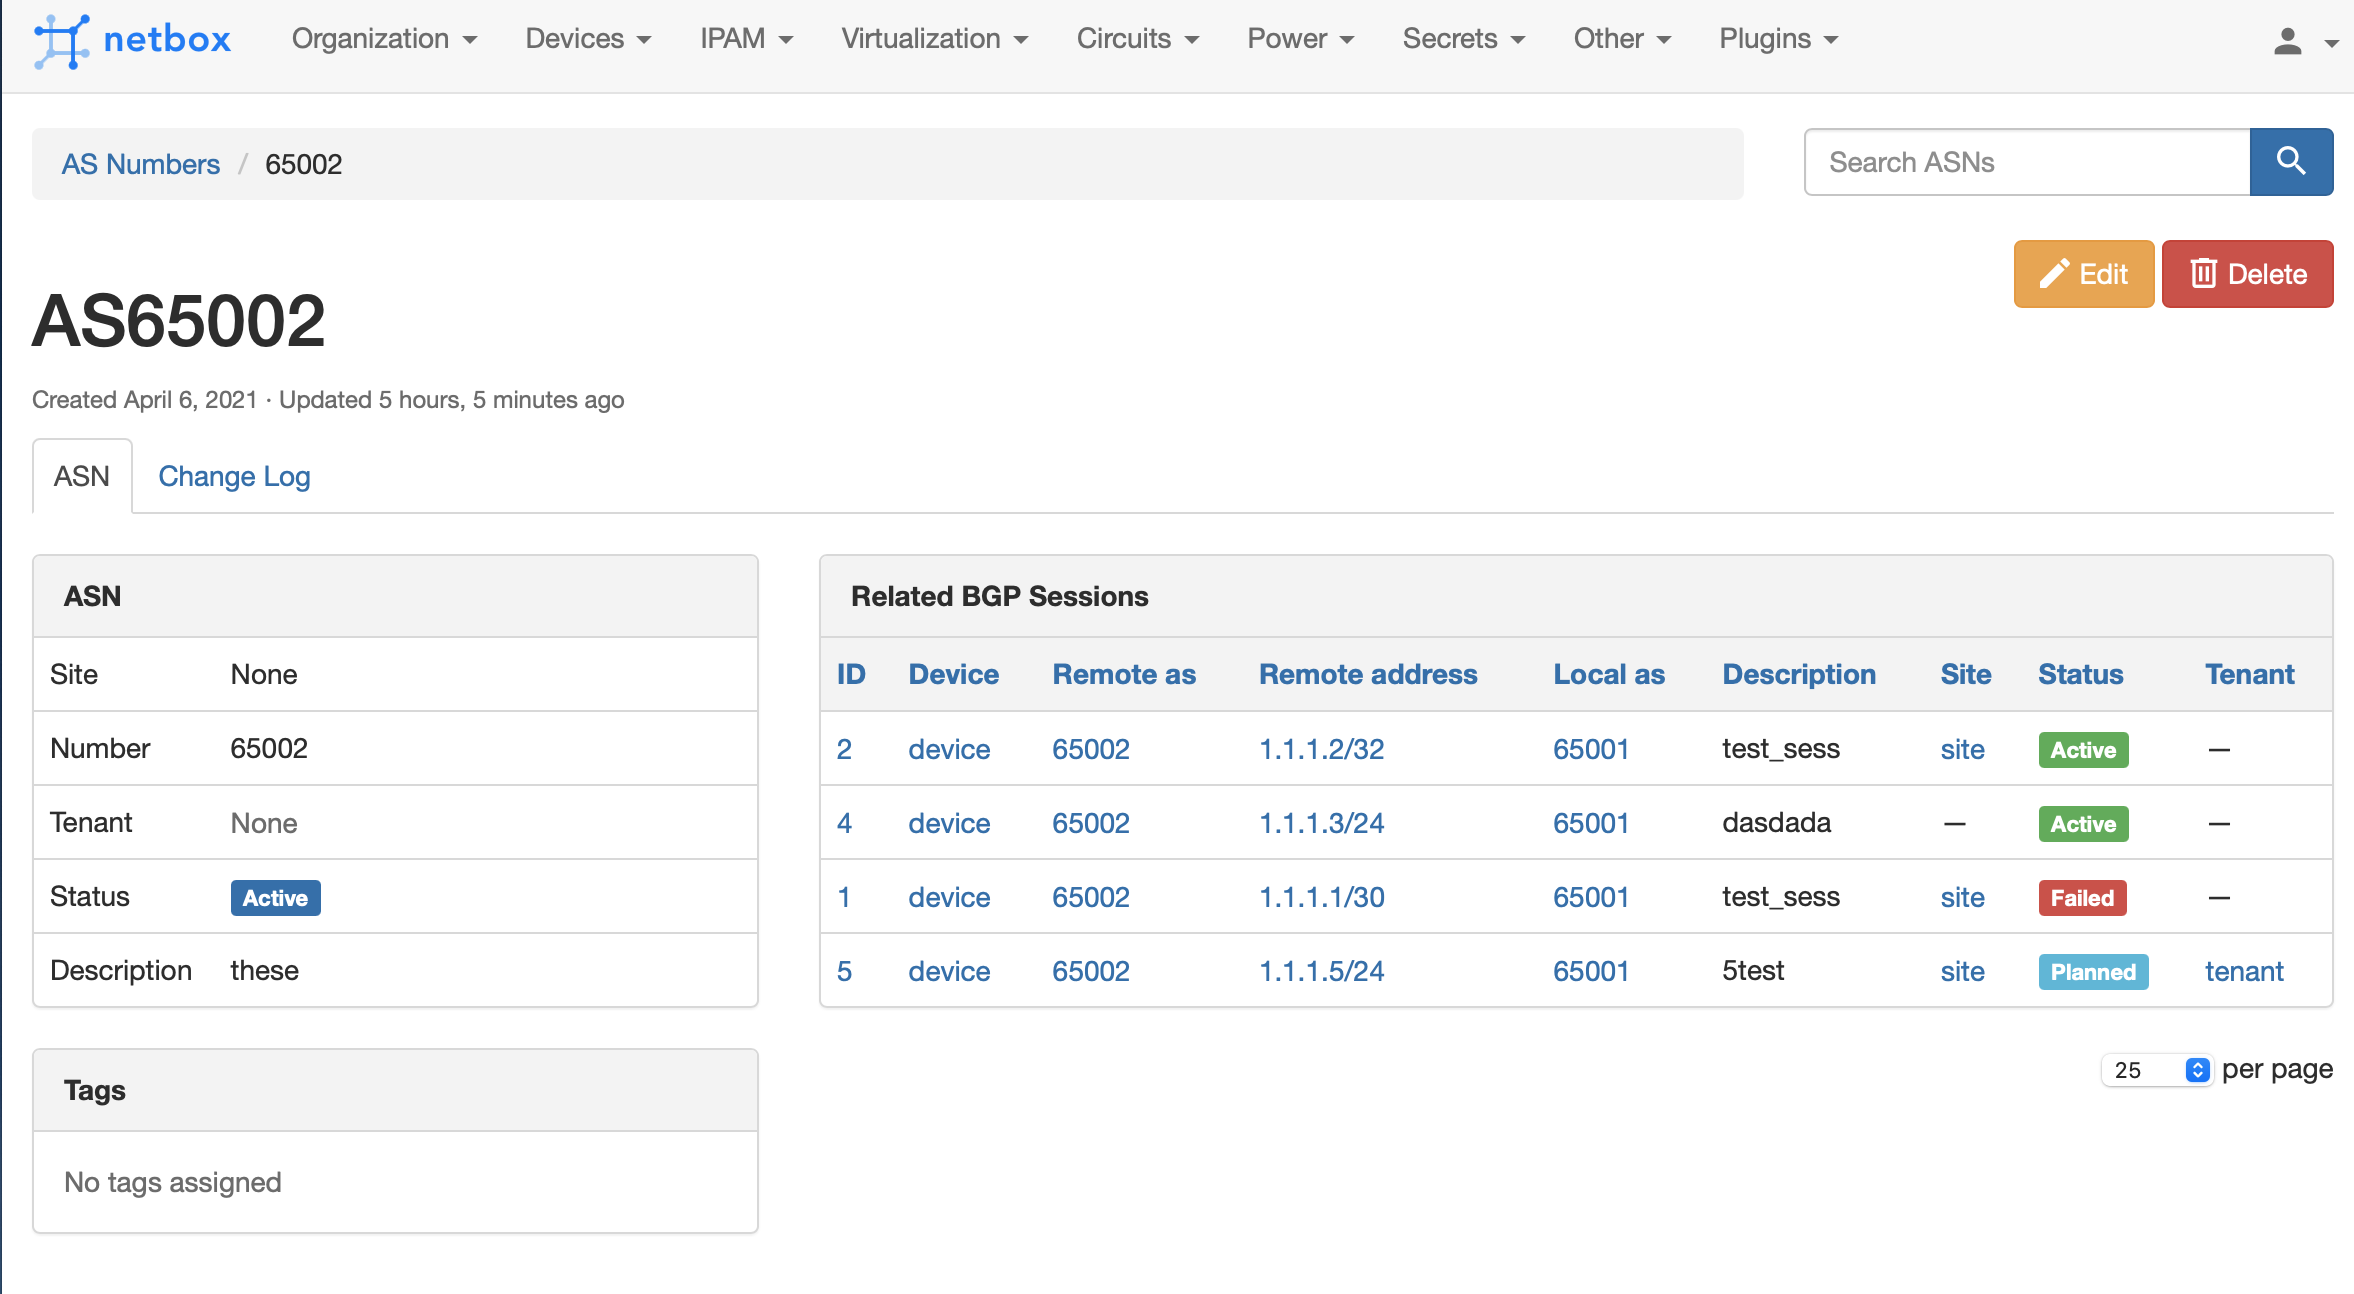 netbox Organization Devices IPAM Virtualization Circuits Power Secrets Other Plugins
AS Numbers / 65002
Search ASNs
Edit Delete
AS65002
Created April 6, 2021 · Updated 5 hours, 5 minutes ago
ASN Change Log
ASN
Site None
Number 65002
Tenant None
Status Active
Description these
Tags
No tags assigned
Related BGP Sessions
ID Device Remote as Remote address Local as Description Site Status Tenant
2 device 65002 1.1.1.2/32 65001 test_sess site Active —
4 device 65002 1.1.1.3/24 65001 dasdada — Active —
1 device 65002 1.1.1.1/30 65001 test_sess site Failed —
5 device 65002 1.1.1.5/24 65001 5test site Planned tenant
25 per page